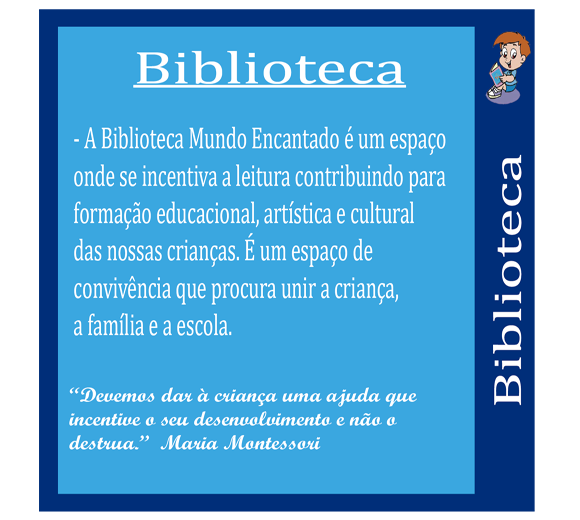 Biblioteca
- A Biblioteca Mundo Encantado é um espaço
onde se incentiva a leitura contribuindo para
formação educacional, artística e cultural
das nossas crianças. É um espaço de
convivência que procura unir a criança,
a família e a escola.
“Devemos dar à criança uma ajuda que
incentive o seu desenvolvimento e não o
destrua.” Maria Montessori
Biblioteca